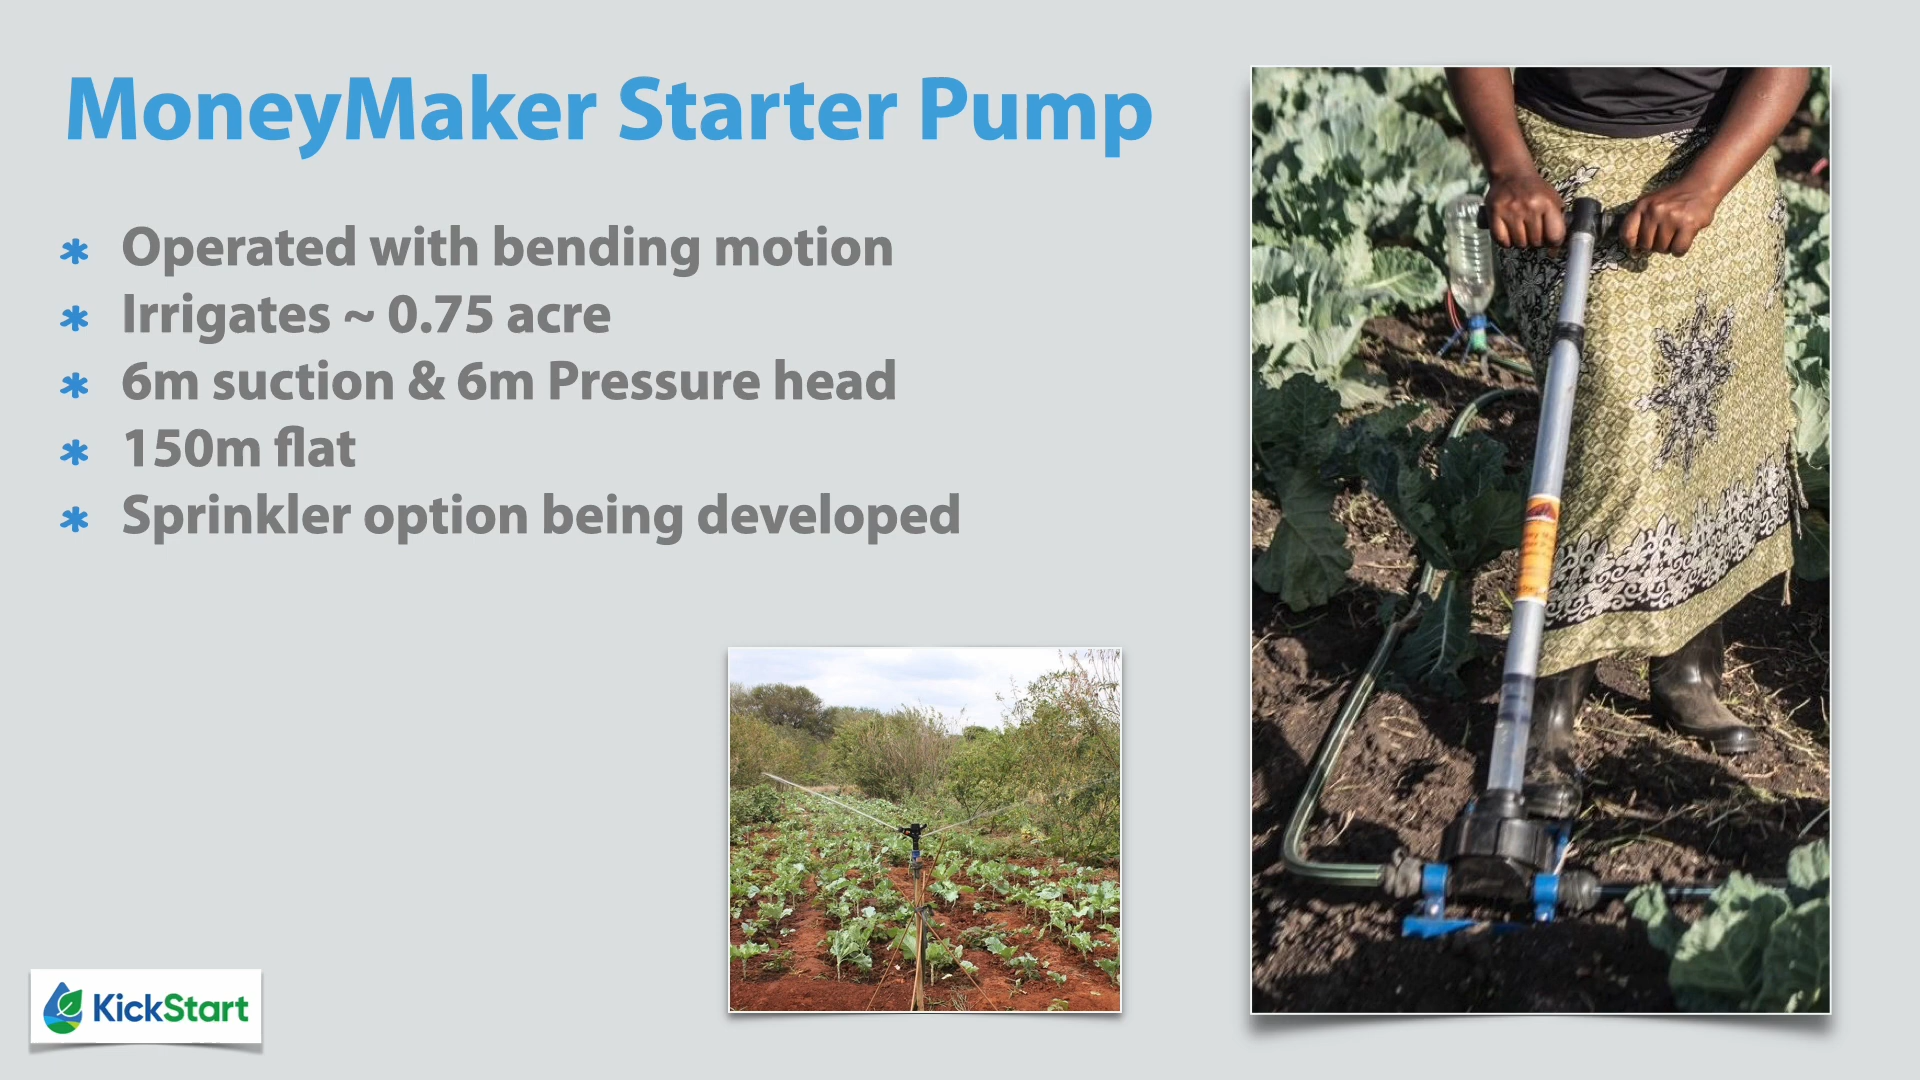 MoneyMaker Starter Pump
* Operated with bending motion
* Irrigates ~ 0.75 acre
* 6m suction & 6m Pressure head
* 150m flat
* Sprinkler option being developed
KickStart